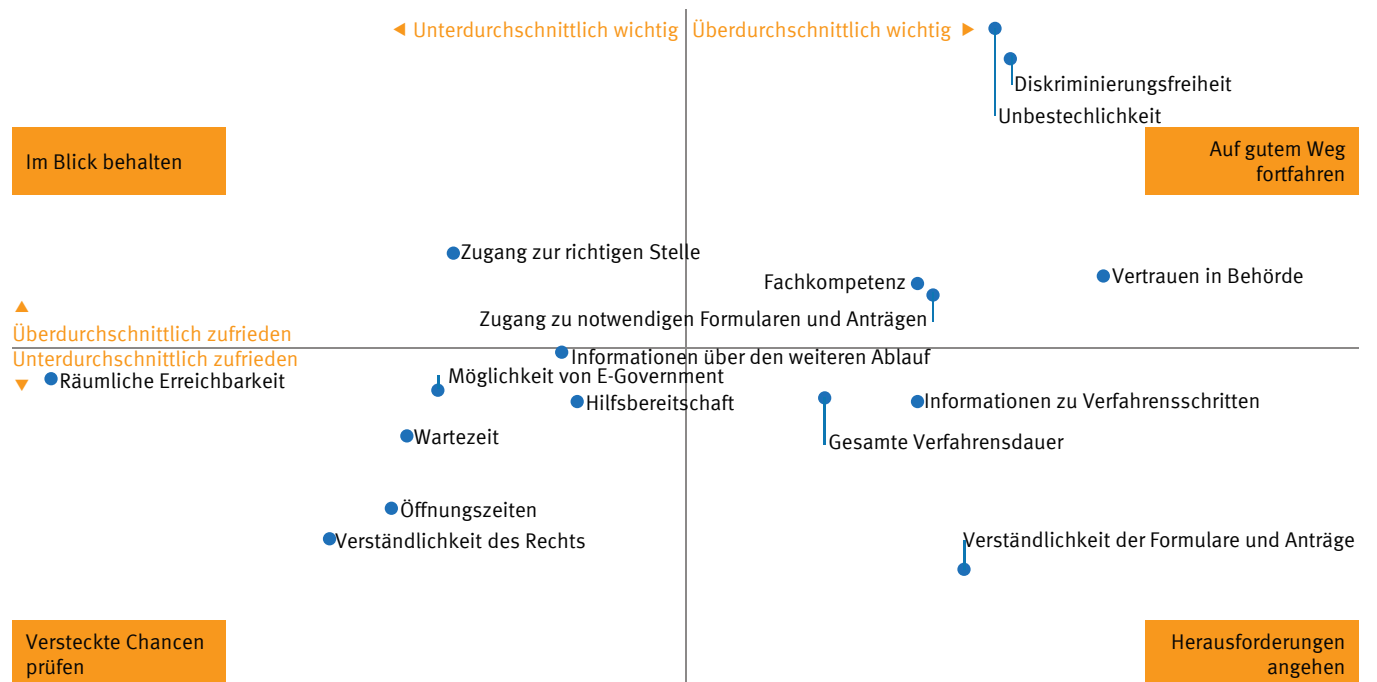 ◄ Unterdurchschnittlich wichtig
Überdurchschnittlich wichtig ►
Diskriminierungsfreiheit
Unbestechlichkeit
Im Blick behalten
Auf gutem Weg
fortfahren
Zugang zur richtigen Stelle
Fachkompetenz
Vertrauen in Behörde
Zugang zu notwendigen Formularen und Anträgen
▲
Überdurchschnittlich zufrieden
Unterdurchschnittlich zufrieden
▼
Informationen über den weiteren Ablauf
Räumliche Erreichbarkeit
Möglichkeit von E-Government
Hilfsbereitschaft
Informationen zu Verfahrensschritten
Wartezeit
Gesamte Verfahrensdauer
Öffnungszeiten
Verständlichkeit des Rechts
Verständlichkeit der Formulare und Anträge
Versteckte Chancen
prüfen
Herausforderungen
angehen